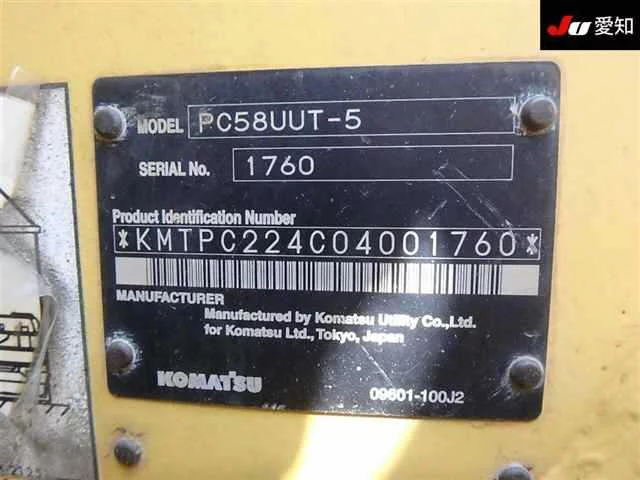 Ju 愛知
MODEL PC58UUT-5
SERIAL No. 1760
Product Identification Number
*KMTPC224C04001760*
MANUFACTURER
Manufactured by Komatsu Utility Co.,Ltd.
for Komatsu Ltd., Tokyo, Japan
KOMATSU
09601-100J2